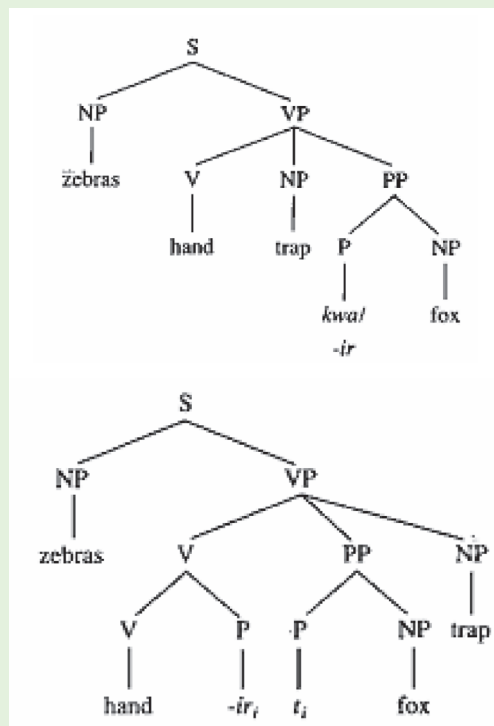 S
NP VP
zebras V NP PP
hand trap P NP
kwa/ fox
-ir
S
NP VP
zebras V PP NP
V P P NP trap
hand -irᵢ tᵢ fox